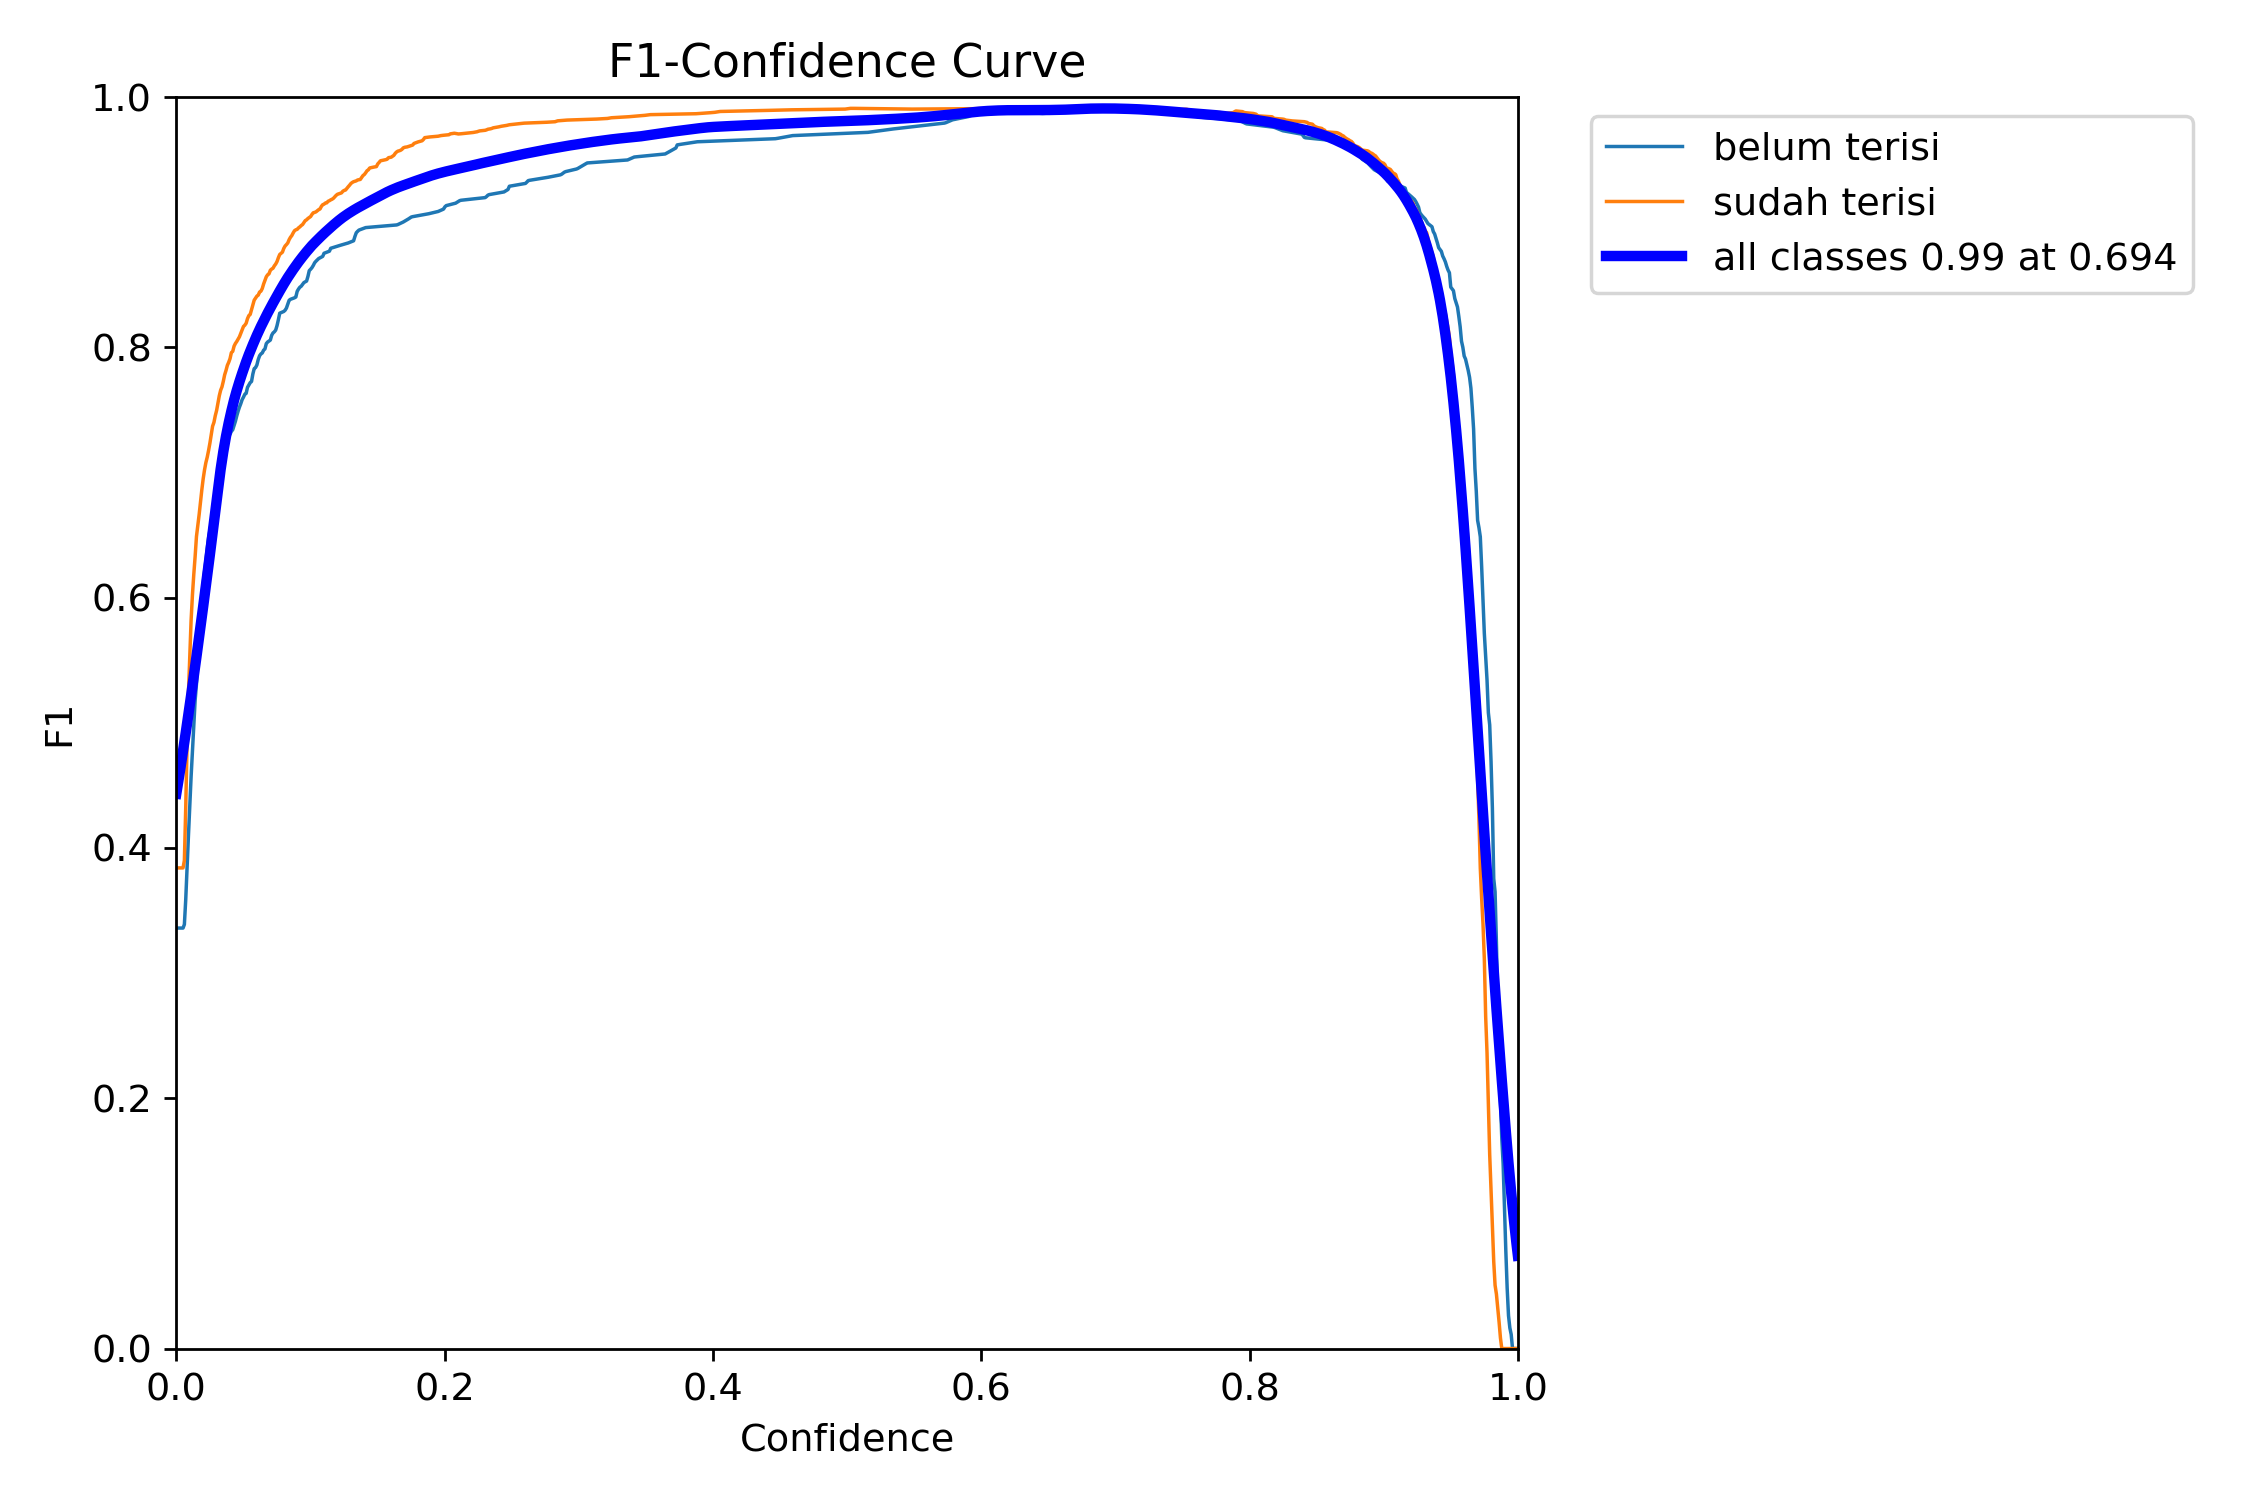 F1-Confidence Curve
1.0
0.8
0.6
0.4
0.2
0.0
F1
0.0 0.2 0.4 0.6 0.8 1.0
Confidence
belum terisi
sudah terisi
all classes 0.99 at 0.694